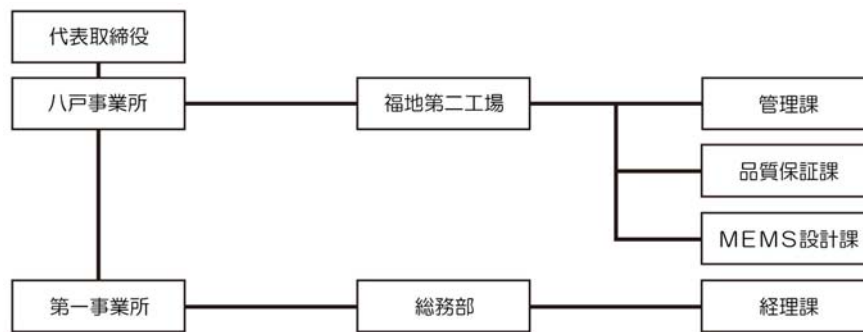 代表取締役
八戸事業所
福地第二工場
管理課
品質保証課
ＭＥＭＳ設計課
第一事業所
総務部
経理課